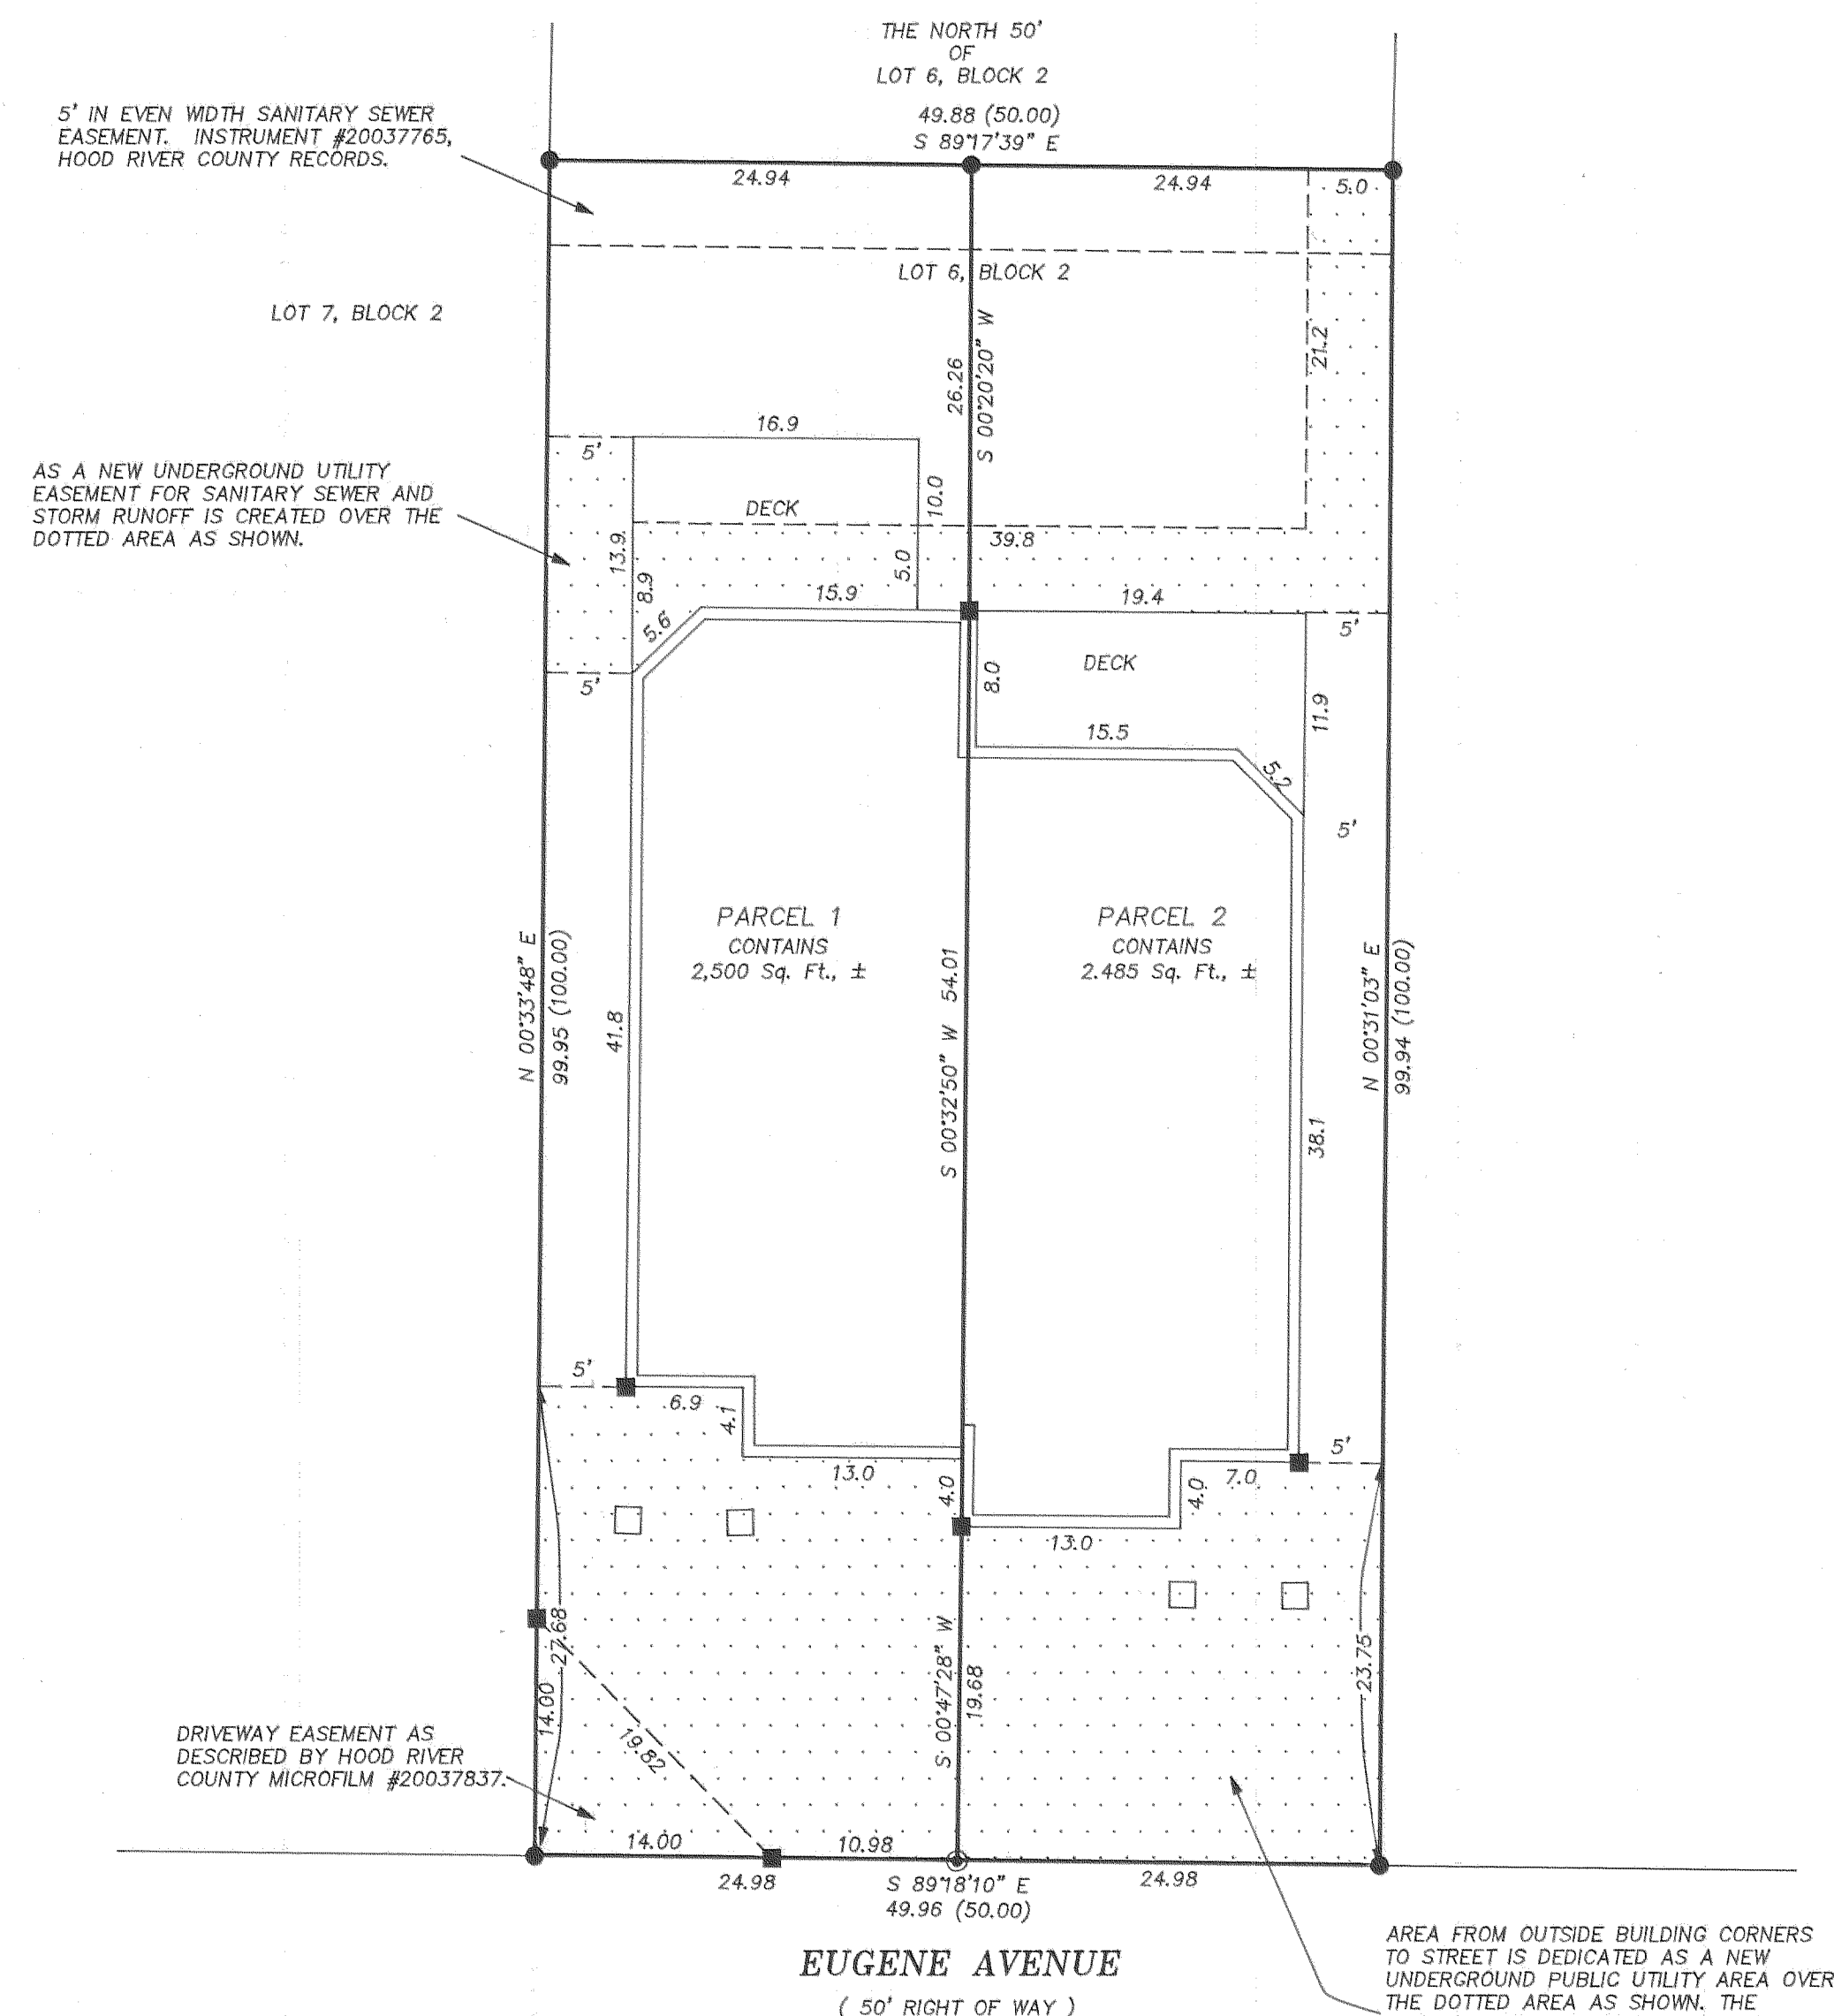 THE NORTH 50'
OF
LOT 6, BLOCK 2
49.88 (50.00)
S 89°17'39" E
5' IN EVEN WIDTH SANITARY SEWER
EASEMENT. INSTRUMENT #20037765,
HOOD RIVER COUNTY RECORDS.
24.94
24.94
5.0
LOT 6, BLOCK 2
LOT 7, BLOCK 2
26.26
S 00°20'20" W
21.2
16.9
5'
AS A NEW UNDERGROUND UTILITY
EASEMENT FOR SANITARY SEWER AND
STORM RUNOFF IS CREATED OVER THE
DOTTED AREA AS SHOWN.
DECK
10.0
39.8
13.9
8.9
5.0
15.9
19.4
5.6
5'
5'
8.0
DECK
11.9
15.5
5.2
5'
PARCEL 1
CONTAINS
2,500 Sq. Ft., ±
PARCEL 2
CONTAINS
2.485 Sq. Ft., ±
N 00°33'48" E
99.95 (100.00)
41.8
S 00°32'50" W 54.01
N 00°31'03" E
99.94 (100.00)
38.1
5'
6.9
4.1
13.0
4.0
5'
7.0
4.0
13.0
27.68
14.00
19.82
S 00°47'28" W
19.68
23.75
DRIVEWAY EASEMENT AS
DESCRIBED BY HOOD RIVER
COUNTY MICROFILM #20037837.
14.00
10.98
24.98
S 89°18'10" E
49.96 (50.00)
24.98
EUGENE AVENUE
( 50' RIGHT OF WAY )
AREA FROM OUTSIDE BUILDING CORNERS
TO STREET IS DEDICATED AS A NEW
UNDERGROUND PUBLIC UTILITY AREA OVER
THE DOTTED AREA AS SHOWN. THE